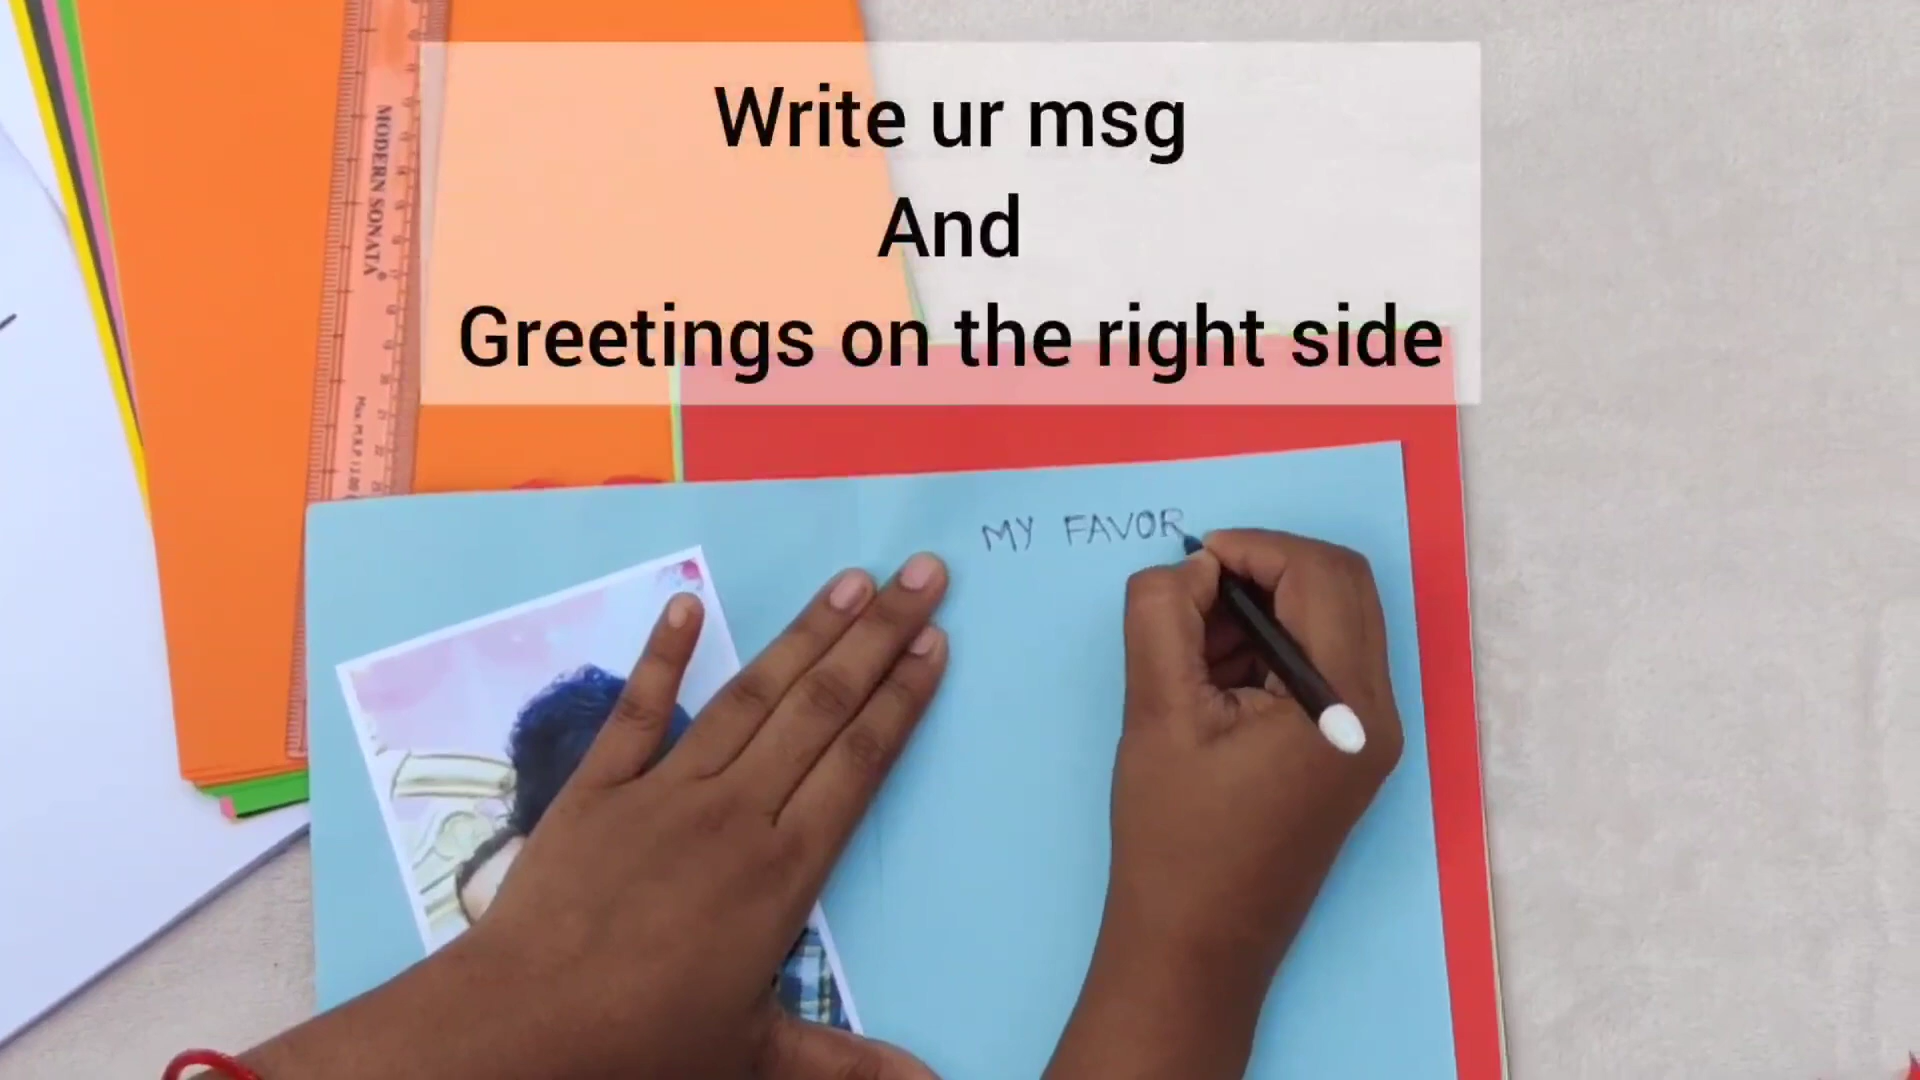 Write ur msg
And
Greetings on the right side
MODERN SONATA
MY FAVOR